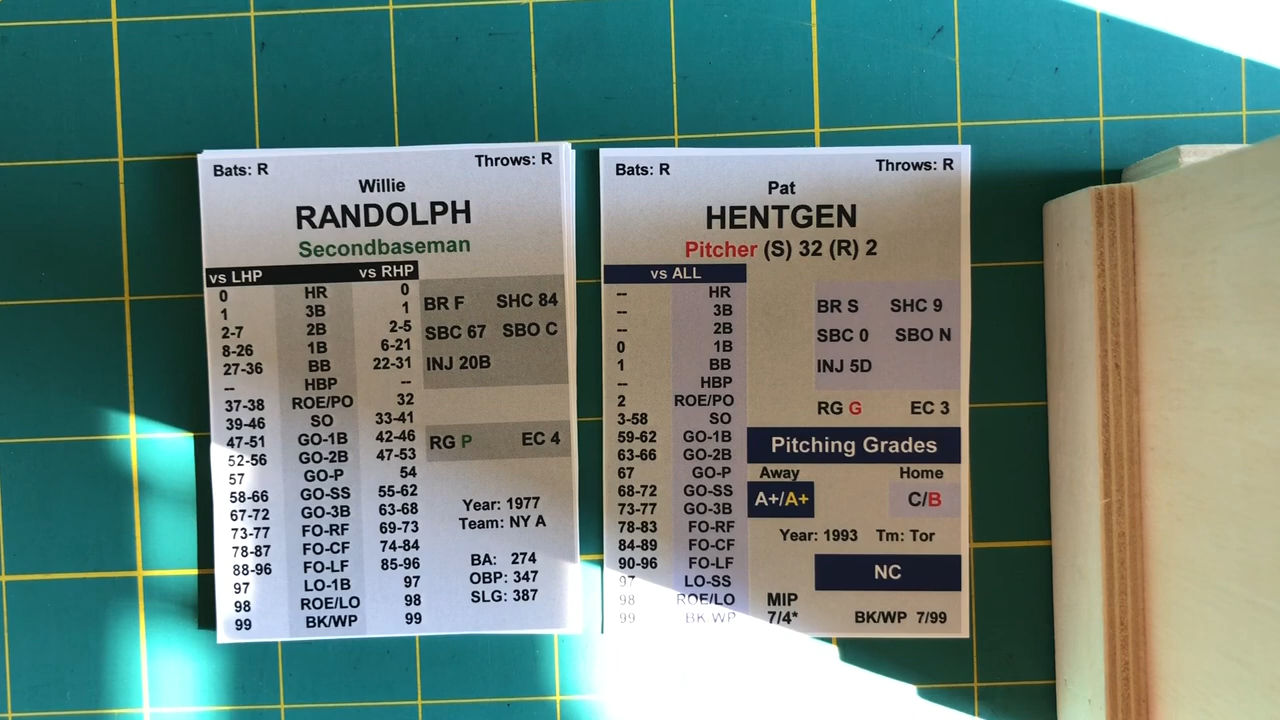 Bats: R Throws: R
Willie
RANDOLPH
Secondbaseman
vs LHP vs RHP
0 HR 0
1 3B 1
2-7 2B 2-5
8-26 1B 6-21
27-36 BB 22-31
-- HBP --
37-38 ROE/PO 32
39-46 SO 33-41
47-51 GO-1B 42-46
52-56 GO-2B 47-53
57 GO-P 54
58-66 GO-SS 55-62
67-72 GO-3B 63-68
73-77 FO-RF 69-73
78-87 FO-CF 74-84
88-96 FO-LF 85-96
97 LO-1B 97
98 ROE/LO 98
99 BK/WP 99
BR F SHC 84
SBC 67 SBO C
INJ 20B
RG P EC 4
Year: 1977
Team: NY A
BA: 274
OBP: 347
SLG: 387
Bats: R Throws: R
Pat
HENTGEN
Pitcher (S) 32 (R) 2
vs ALL
-- HR
-- 3B
-- 2B
0 1B
1 BB
-- HBP
2 ROE/PO
3-58 SO
59-62 GO-1B
63-66 GO-2B
67 GO-P
68-72 GO-SS
73-77 GO-3B
78-83 FO-RF
84-89 FO-CF
90-96 FO-LF
97 LO-SS
98 ROE/LO
99 BK/WP
BR S SHC 9
SBC 0 SBO N
INJ 5D
RG G EC 3
Pitching Grades
Away Home
A+/A+ C/B
Year: 1993 Tm: Tor
NC
MIP
7/4* BK/WP 7/99